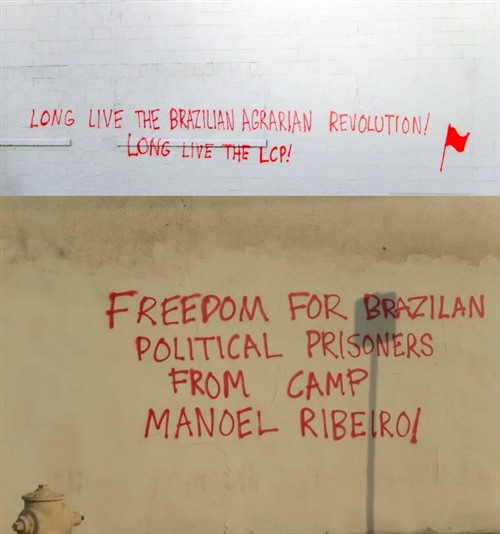 LONG LIVE THE BRAZILIAN AGRARIAN REVOLUTION!
LONG LIVE THE LCP!
FREEDOM FOR BRAZILAN
POLITICAL PRISONERS
FROM CAMP
MANOEL RIBEIRO!